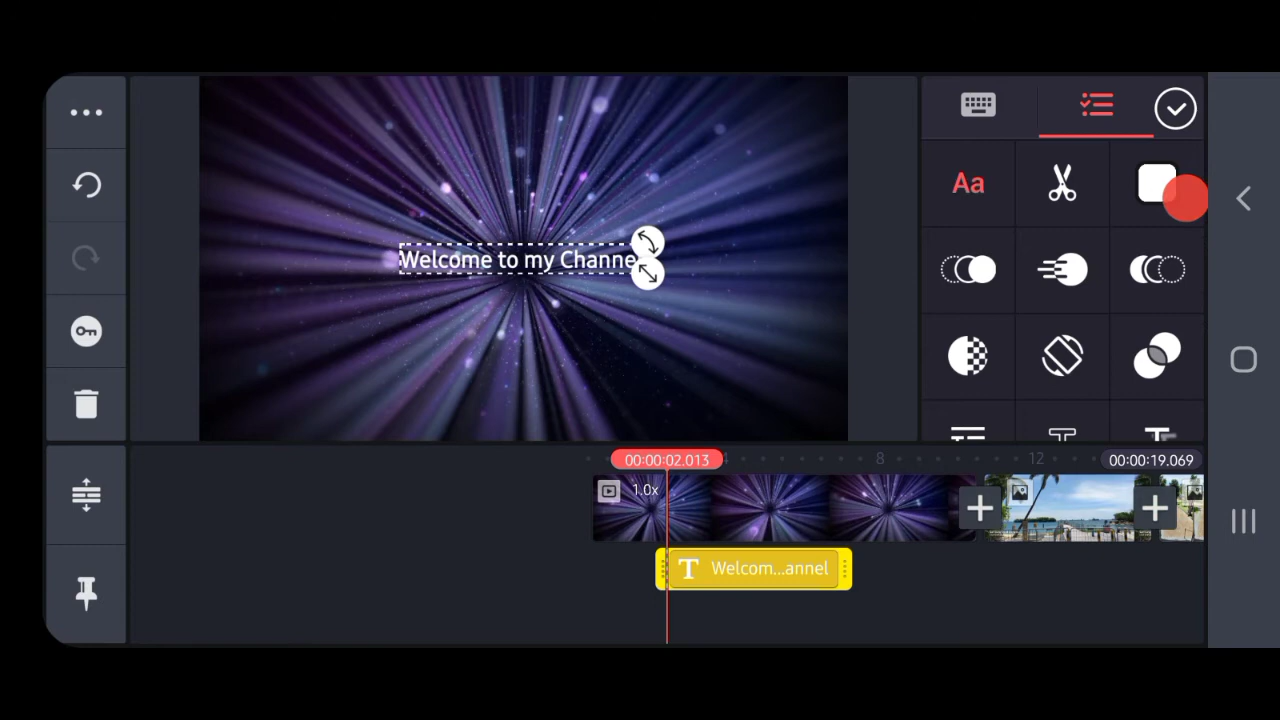 Aa
Welcome to my Channe
00:00:02.013
8
12
00:00:19.069
1.0x
T Welcom...annel